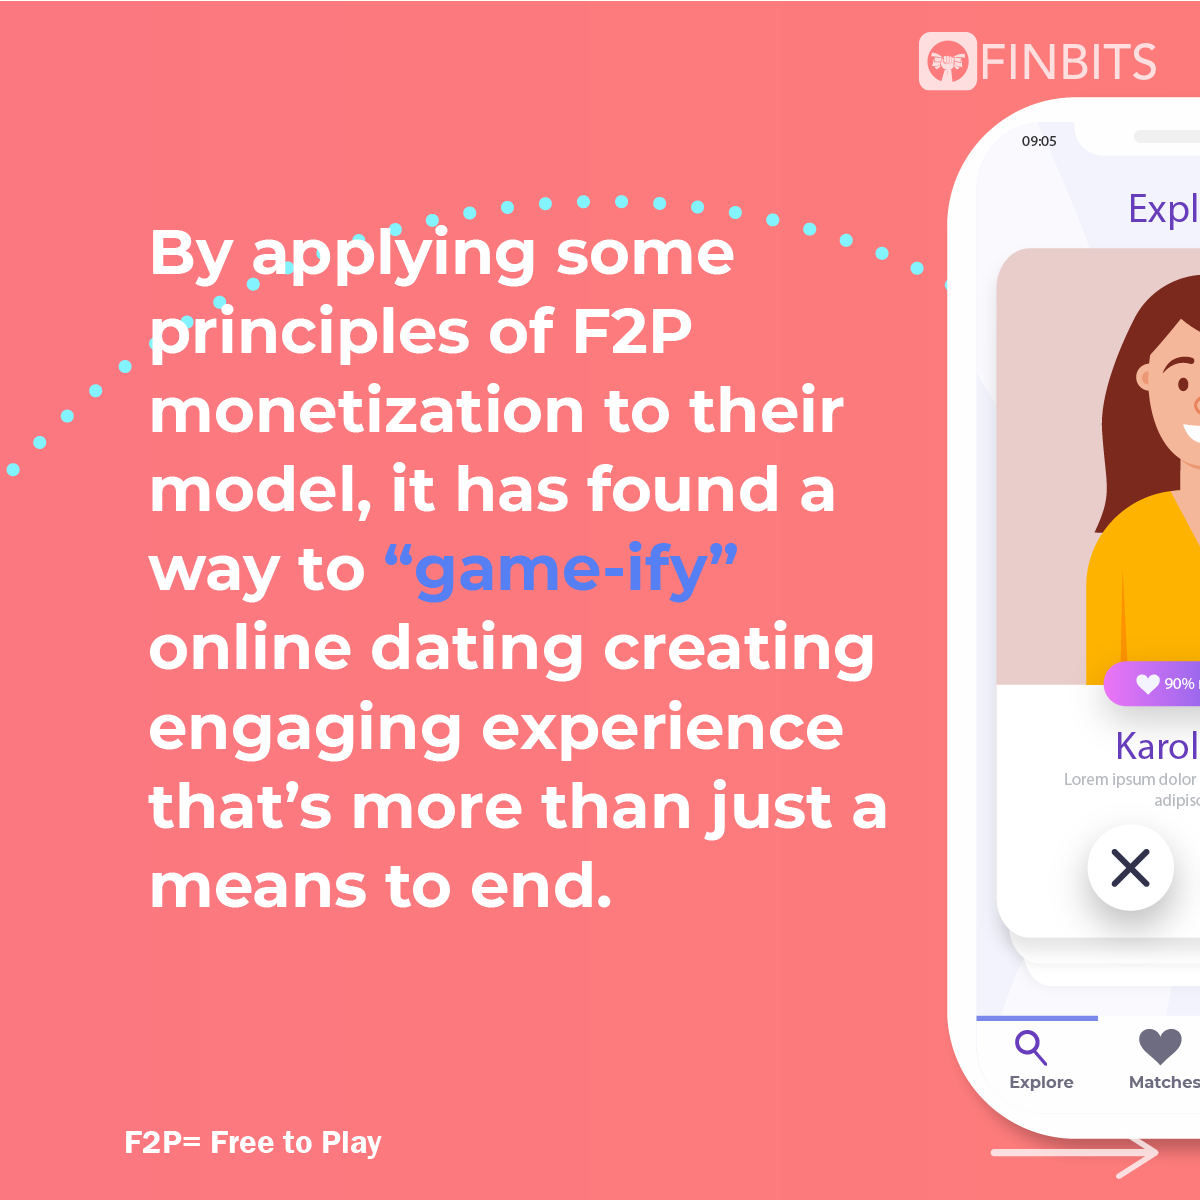 FINBITS
By applying some
principles of F2P
monetization to their
model, it has found a
way to “game-ify”
online dating creating
engaging experience
that’s more than just a
means to end.
F2P= Free to Play
09:05
Expl
90%
Karol
Lorem ipsum dolor
adipisc
Explore
Matches